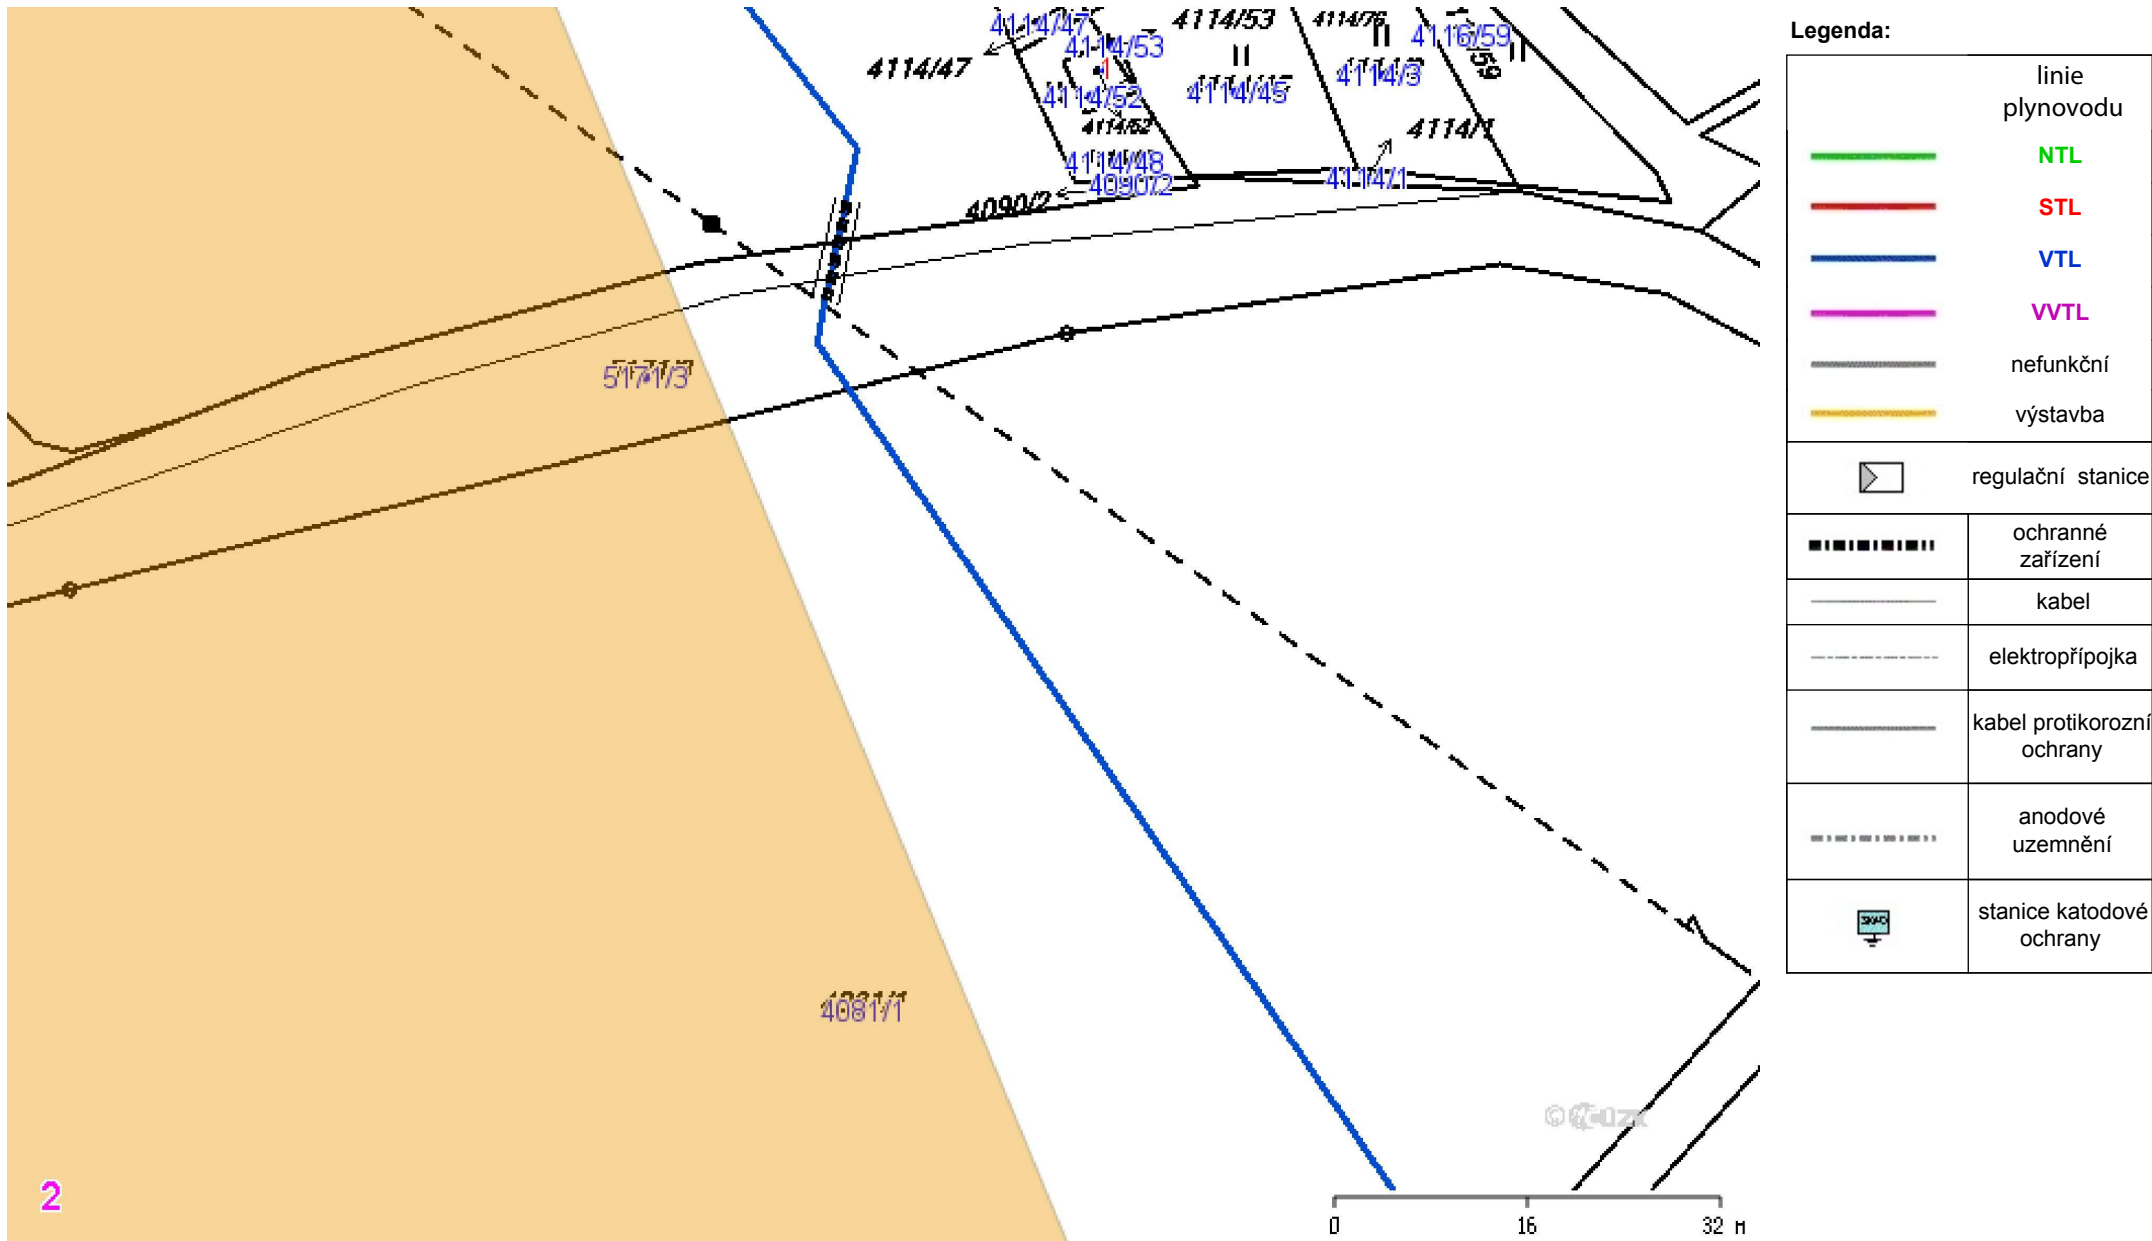 4114/47
4114/53
4114/76
4116/59
4114/53
4114/47
4114/3
4114/52
4114/45
4114/52
4114/1
4114/48
4090/2
4114/1
4090/2
5171/3
4081/1
2
0 16 32 M
Legenda:
linie
plynovodu
NTL
STL
VTL
VVTL
nefunkční
výstavba
regulační stanice
ochranné
zařízení
kabel
elektropřípojka
kabel protikorozní
ochrany
anodové
uzemnění
stanice katodové
ochrany